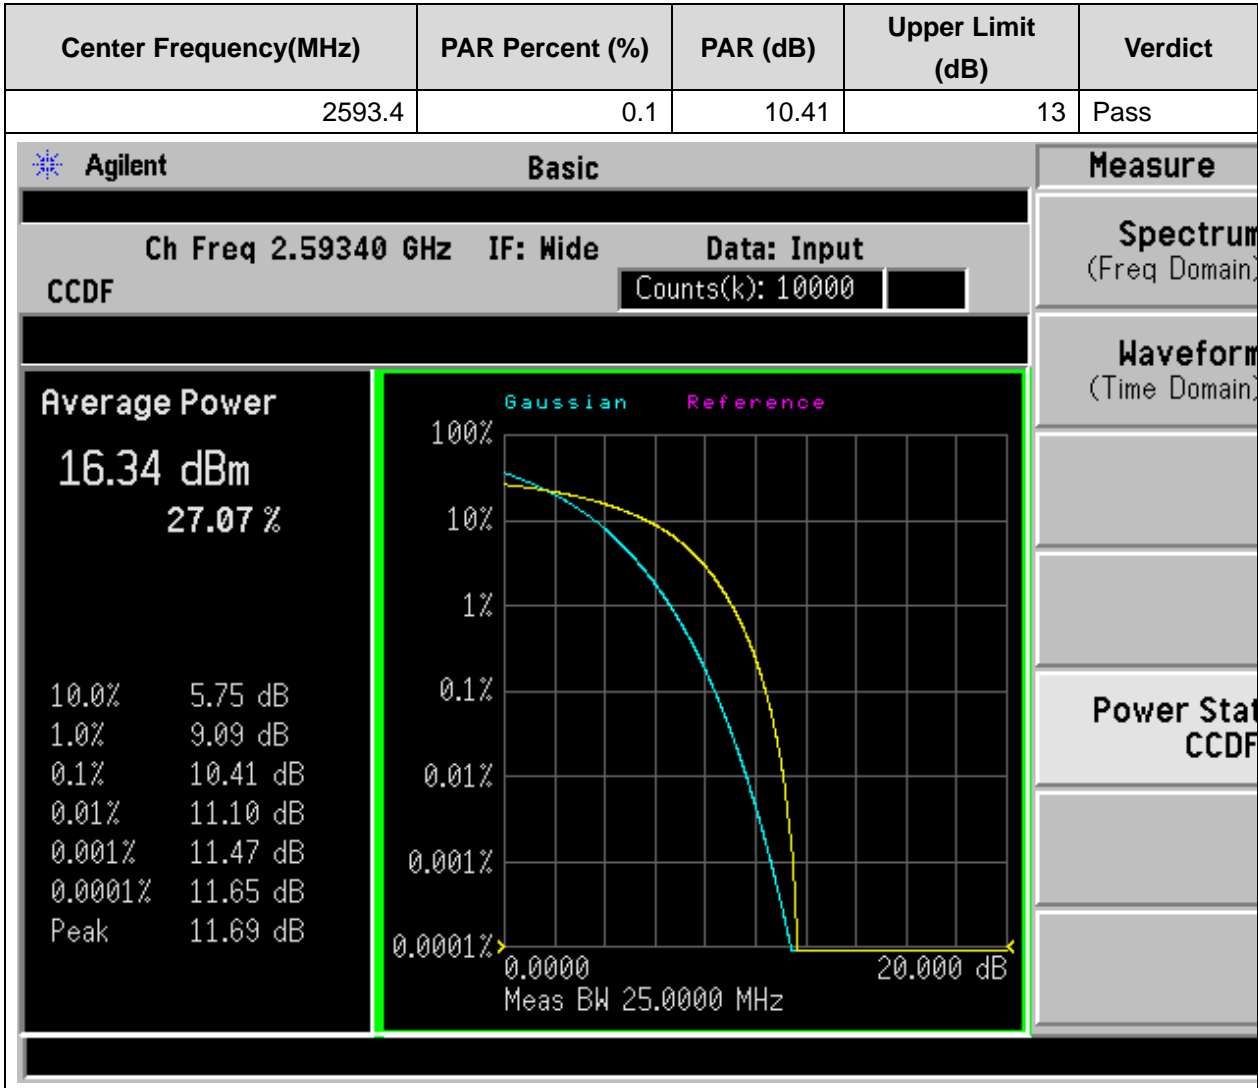 Center Frequency(MHz) PAR Percent (%) PAR (dB) Upper Limit (dB) Verdict
2593.4 0.1 10.41 13 Pass
Agilent Basic Measure
Ch Freq 2.59340 GHz IF: Wide Data: Input
CCDF Counts(k): 10000
Spectrum
(Freq Domain)
Waveform
(Time Domain)
Power Stat
CCDF
Average Power
16.34 dBm
27.07 %
10.0% 5.75 dB
1.0% 9.09 dB
0.1% 10.41 dB
0.01% 11.10 dB
0.001% 11.47 dB
0.0001% 11.65 dB
Peak 11.69 dB
Gaussian Reference
100%
10%
1%
0.1%
0.01%
0.001%
0.0001%
0.0000 20.000 dB
Meas BW 25.0000 MHz